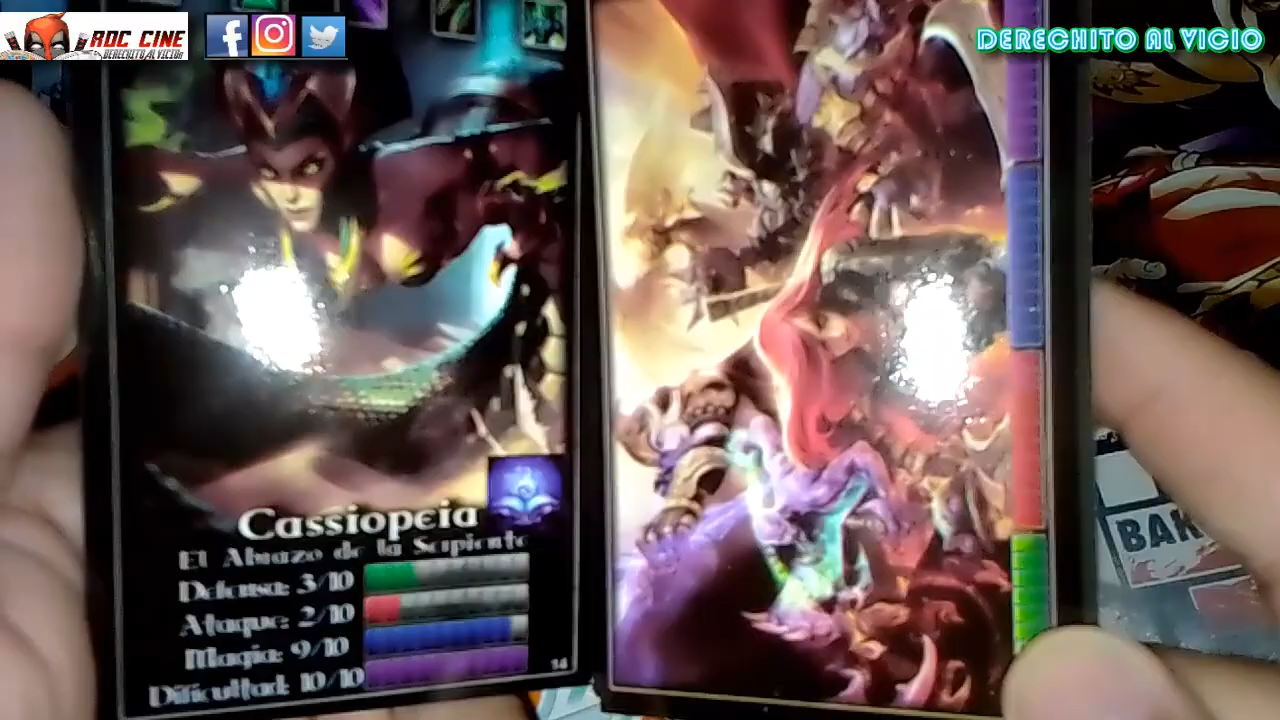 ROC CINE
DERECHITO AL VICIO
DERECHITO AL VICIO
Cassiopeia
El Abrazo de la Serpiente
Defensa: 3/10
Ataque: 2/10
Magia: 9/10
Dificultad: 10/10
14
BAK